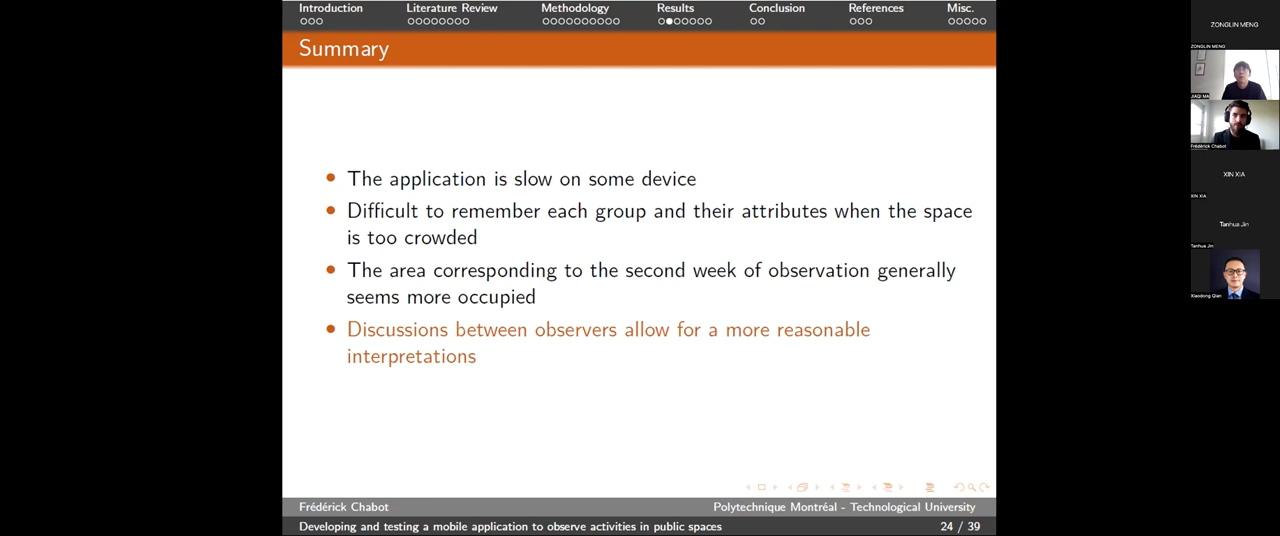 Introduction
Literature Review
Methodology
Results
Conclusion
References
Misc.
Summary
The application is slow on some device
Difficult to remember each group and their attributes when the space
is too crowded
The area corresponding to the second week of observation generally
seems more occupied
Discussions between observers allow for a more reasonable
interpretations
Frédérick Chabot
Polytechnique Montréal - Technological University
Developing and testing a mobile application to observe activities in public spaces
24 / 39
ZONGLIN MENG
ZONGLIN MENG
JIAQI MA
Frédérick Chabot
XIN XIA
XIN XIA
Tanhua Jin
Tanhua Jin
Xiaodong Qian